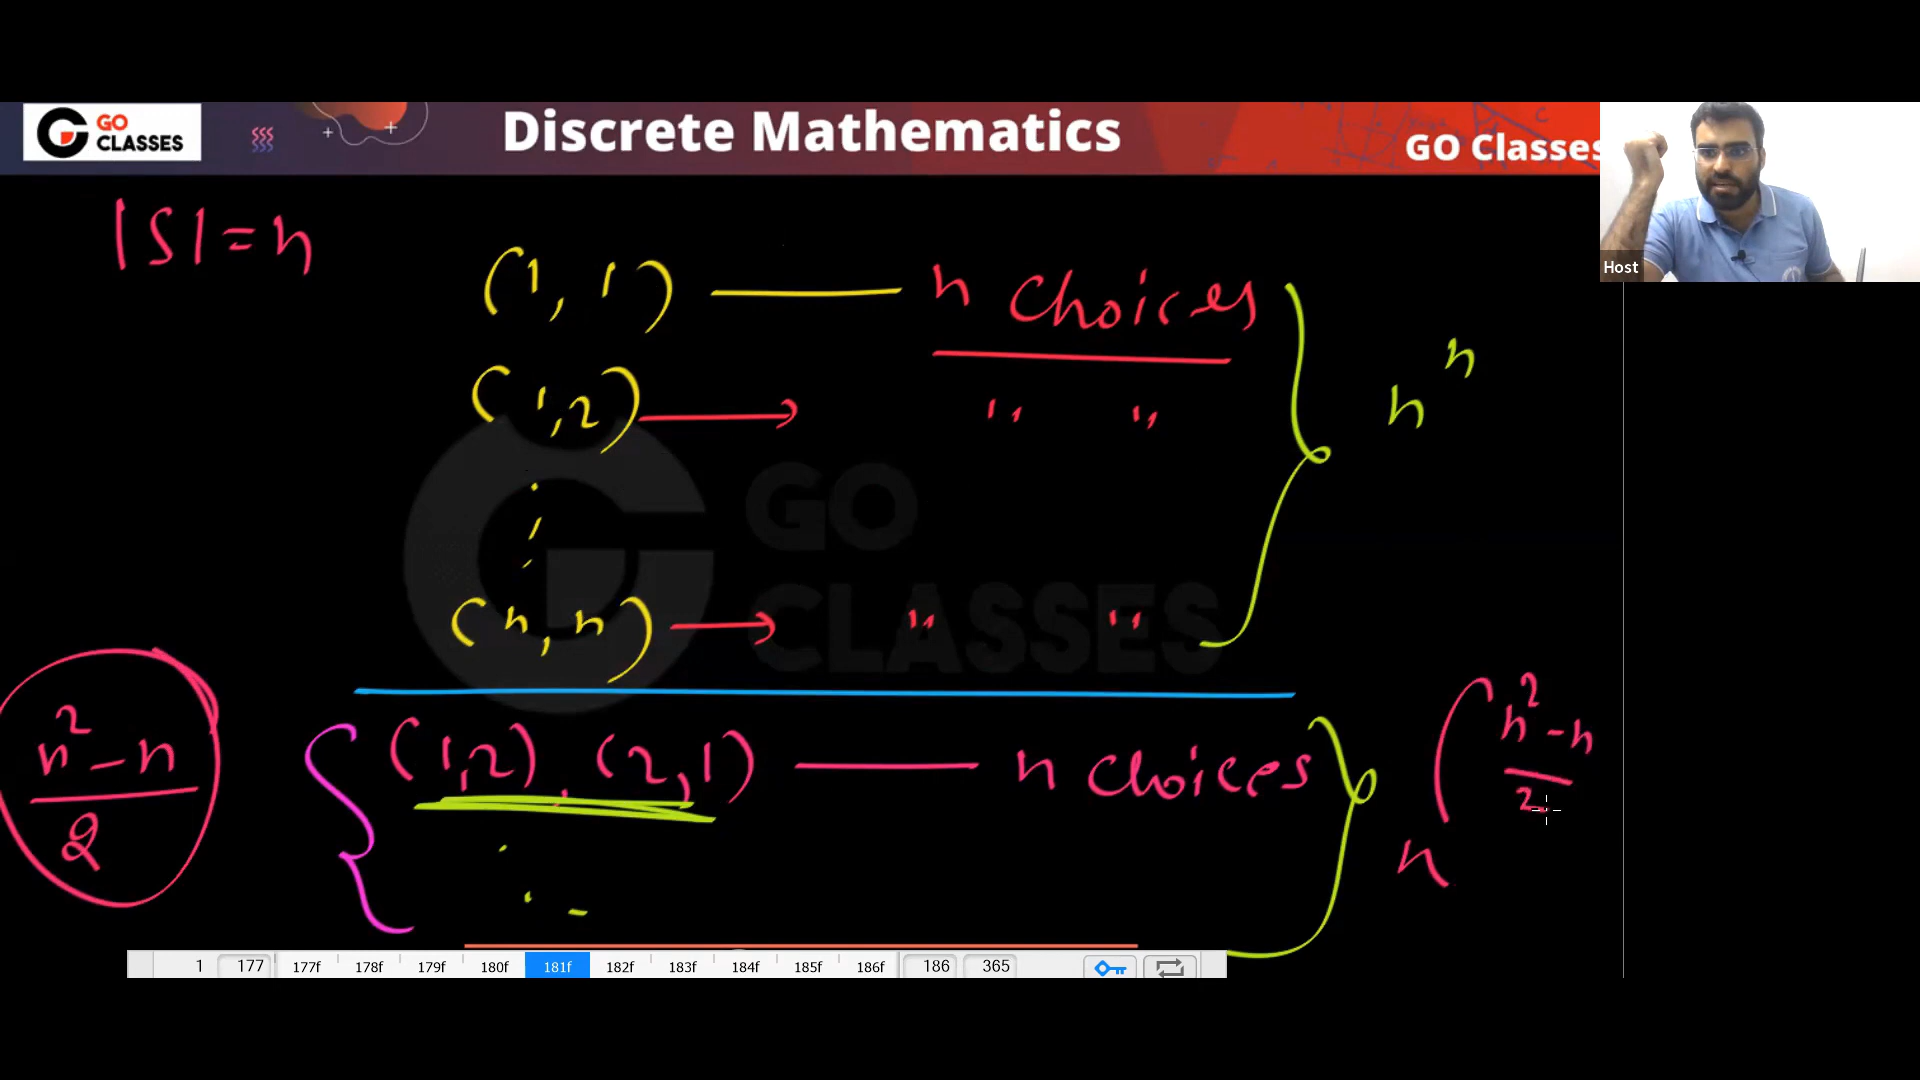 GO
CLASSES
Discrete Mathematics
GO Classes
Host
|S| = n
(1, 1) —— n choices
(1,2) → " "
n^n
(n, n) → " "
GO
CLASSES
n² - n
2
(1,2), (2,1) —— n choices
n^(n² - n
2
1 177 177f 178f 179f 180f 181f 182f 183f 184f 185f 186f 186 365